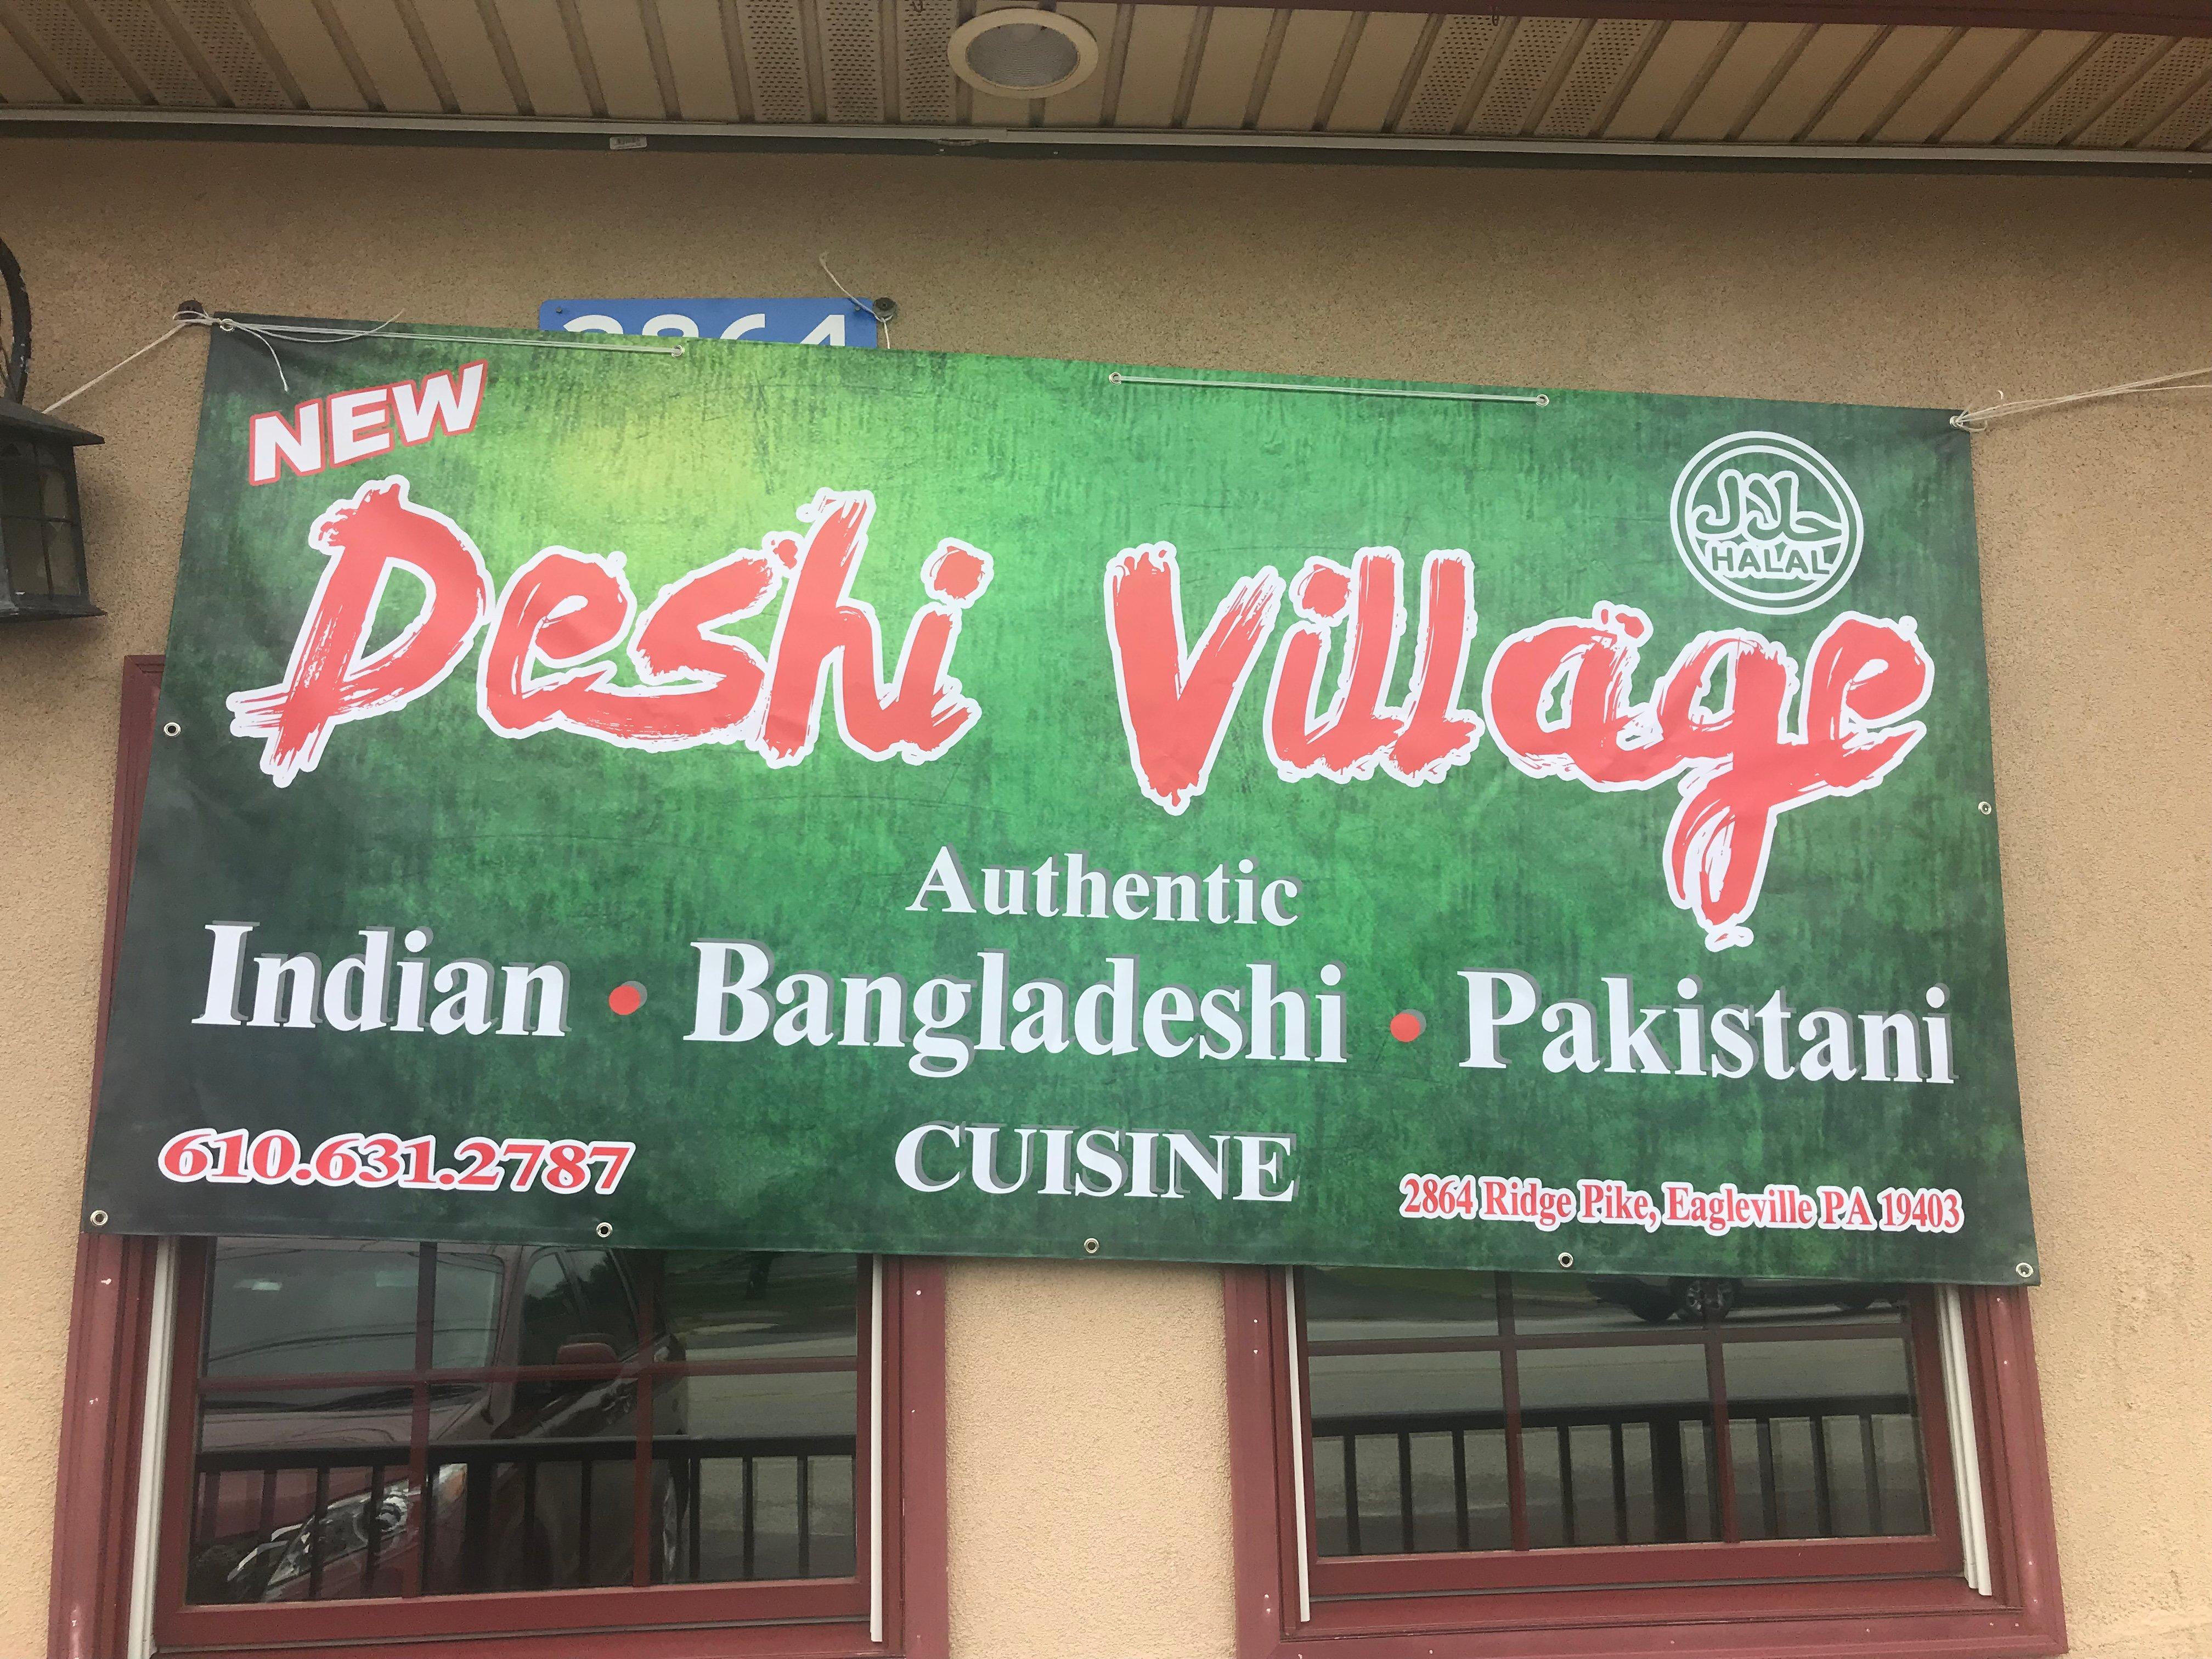 2864
NEW
حلال
HALAL
Deshi Village
Authentic
Indian • Bangladeshi • Pakistani
CUISINE
610.631.2787
2864 Ridge Pike, Eagleville PA 19403